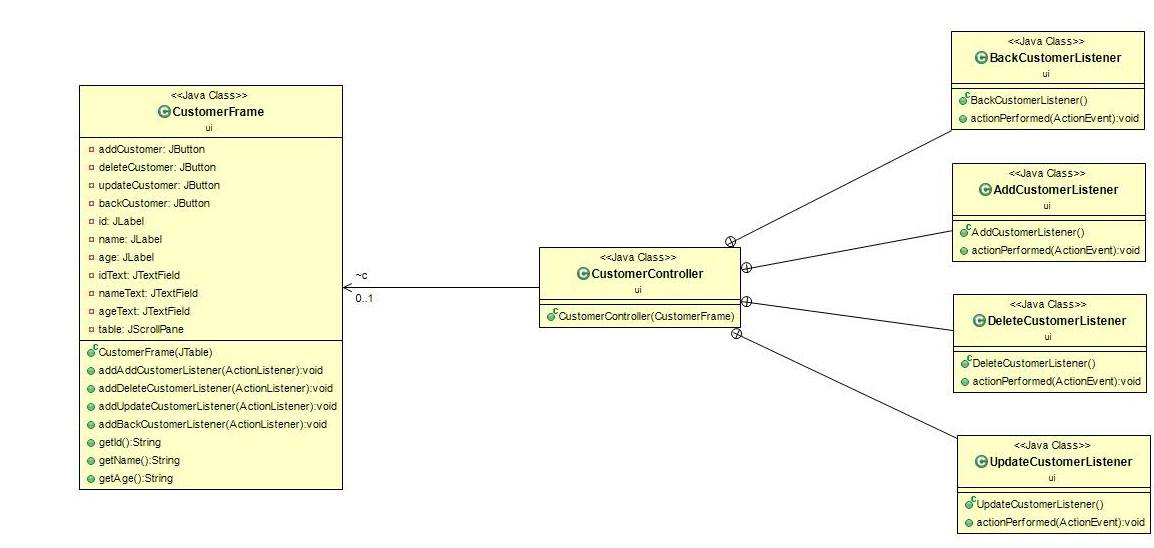 <<Java Class>>
CustomerFrame
ui
addCustomer: JButton
deleteCustomer: JButton
updateCustomer: JButton
backCustomer: JButton
id: JLabel
name: JLabel
age: JLabel
idText: JTextField
nameText: JTextField
ageText: JTextField
table: JScrollPane
CustomerFrame(JTable)
addAddCustomerListener(ActionListener):void
addDeleteCustomerListener(ActionListener):void
addUpdateCustomerListener(ActionListener):void
addBackCustomerListener(ActionListener):void
getId():String
getName():String
getAge():String
~c
0..1
<<Java Class>>
CustomerController
ui
CustomerController(CustomerFrame)
<<Java Class>>
BackCustomerListener
ui
BackCustomerListener()
actionPerformed(ActionEvent):void
<<Java Class>>
AddCustomerListener
ui
AddCustomerListener()
actionPerformed(ActionEvent):void
<<Java Class>>
DeleteCustomerListener
ui
DeleteCustomerListener()
actionPerformed(ActionEvent):void
<<Java Class>>
UpdateCustomerListener
ui
UpdateCustomerListener()
actionPerformed(ActionEvent):void